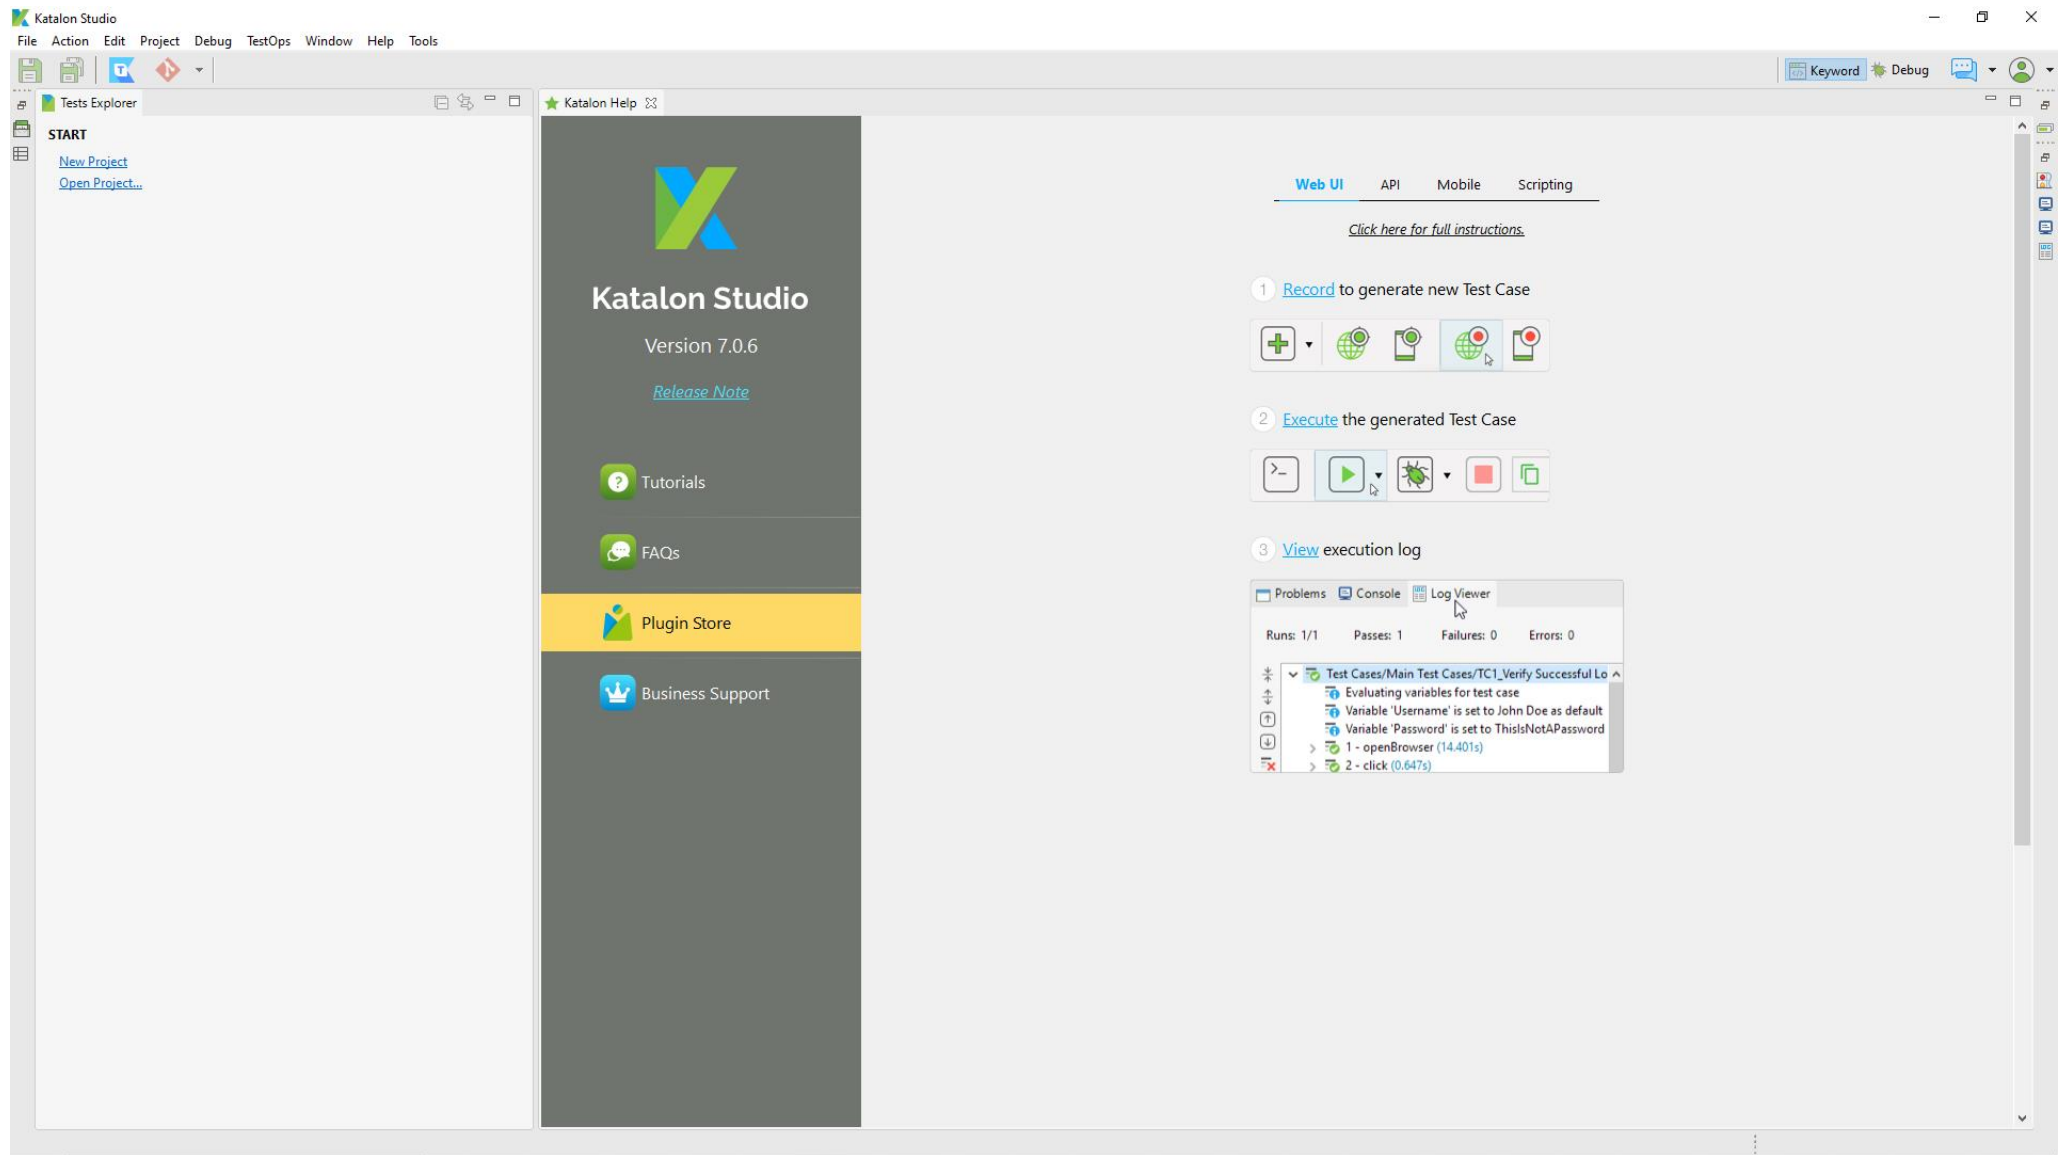 Katalon Studio
File Action Edit Project Debug TestOps Window Help Tools
Keyword Debug
Tests Explorer
Katalon Help
START
New Project
Open Project...
Katalon Studio
Version 7.0.6
Release Note
Tutorials
FAQs
Plugin Store
Business Support
Web UI API Mobile Scripting
Click here for full instructions.
1 Record to generate new Test Case
2 Execute the generated Test Case
3 View execution log
Problems Console Log Viewer
Runs: 1/1 Passes: 1 Failures: 0 Errors: 0
Test Cases/Main Test Cases/TC1_Verify Successful Lo
Evaluating variables for test case
Variable 'Username' is set to John Doe as default
Variable 'Password' is set to ThisIsNotAPassword
1 - openBrowser (14.401s)
2 - click (0.647s)